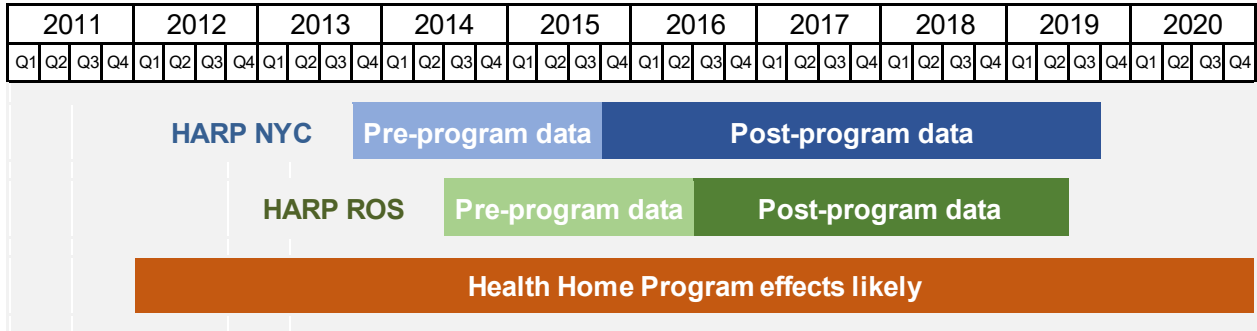 2011 2012 2013 2014 2015 2016 2017 2018 2019 2020
Q1 Q2 Q3 Q4 Q1 Q2 Q3 Q4 Q1 Q2 Q3 Q4 Q1 Q2 Q3 Q4 Q1 Q2 Q3 Q4 Q1 Q2 Q3 Q4 Q1 Q2 Q3 Q4 Q1 Q2 Q3 Q4 Q1 Q2 Q3 Q4 Q1 Q2 Q3 Q4
HARP NYC Pre-program data Post-program data
HARP ROS Pre-program data Post-program data
Health Home Program effects likely